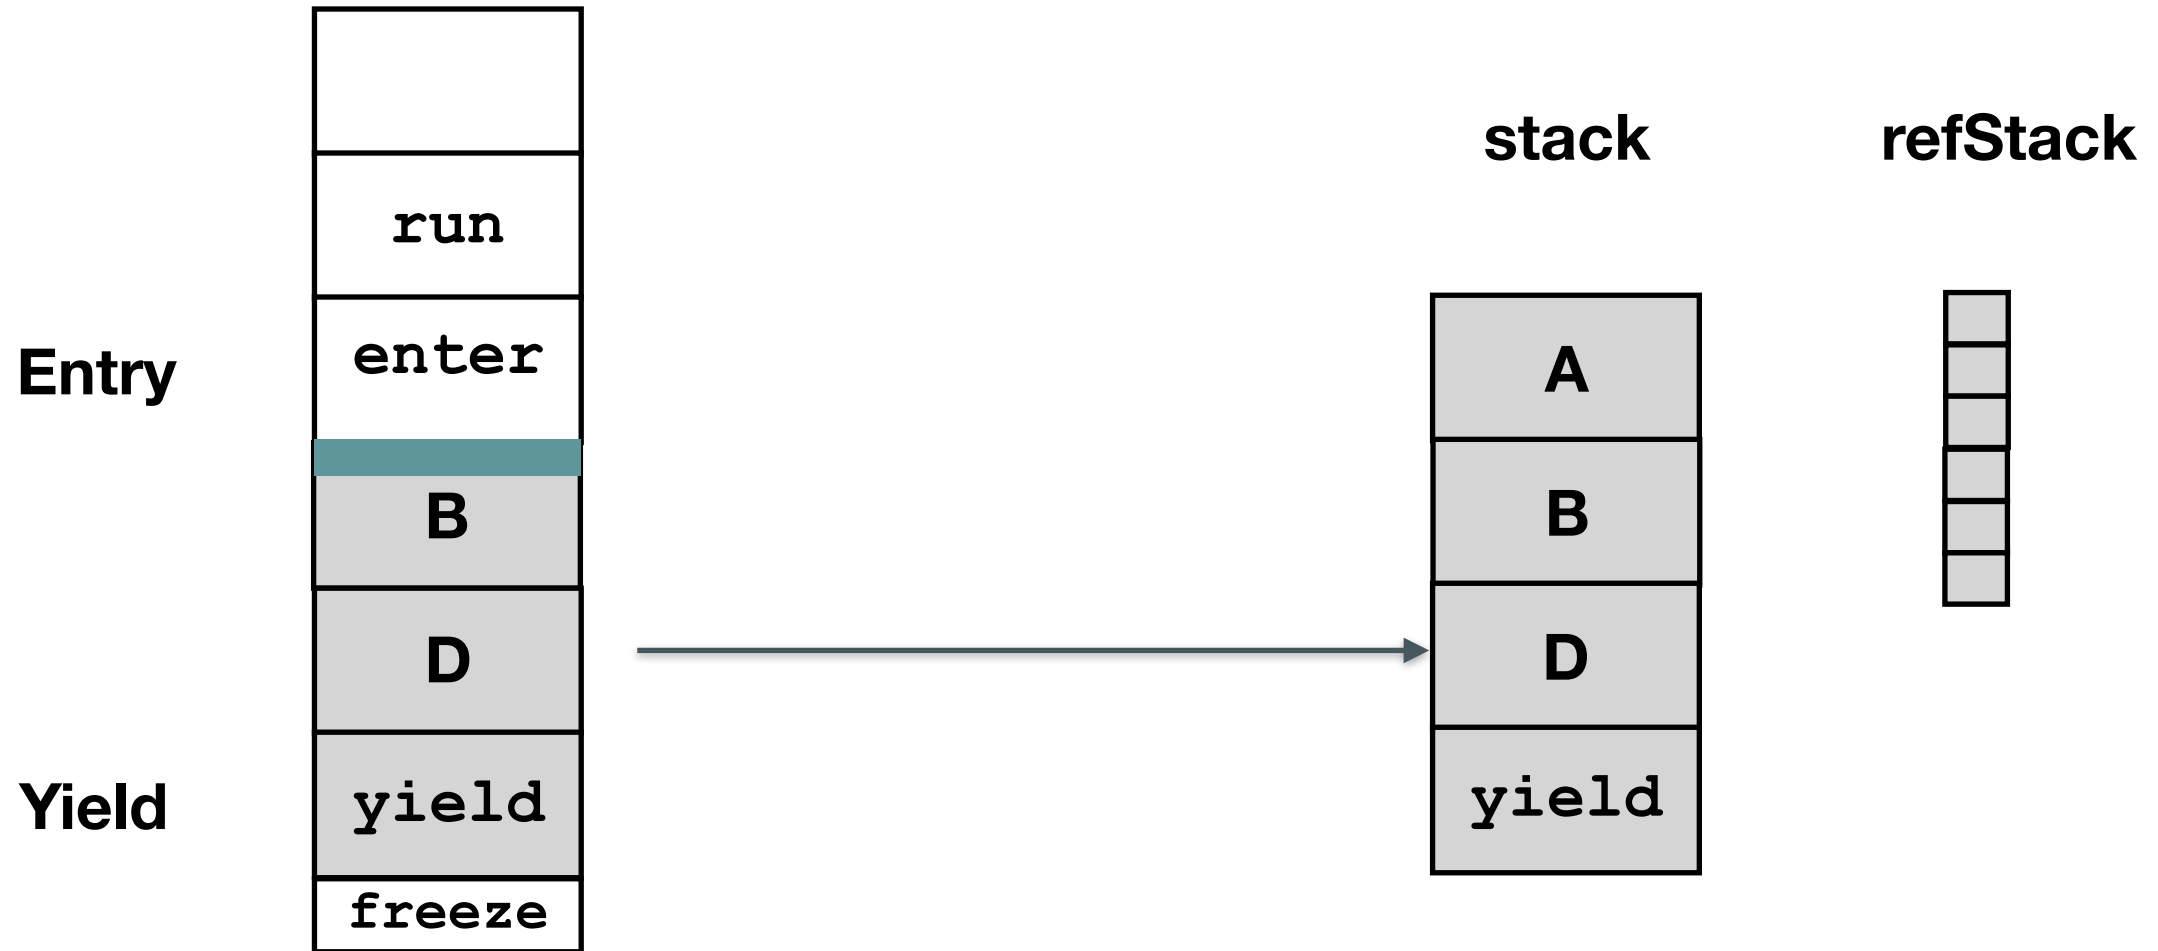 stack
refStack
run
Entry
enter
A
B
B
D
D
Yield
yield
yield
freeze